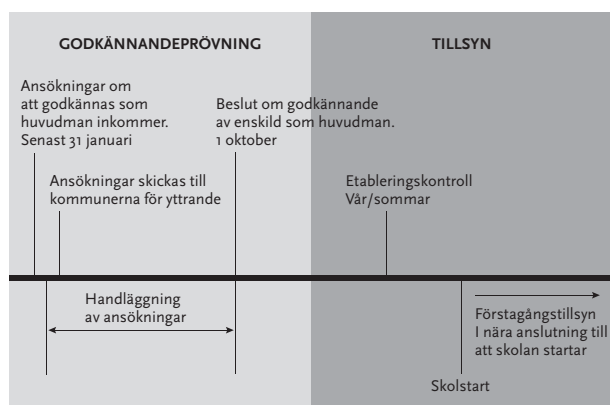 GODKÄNNANDEPRÖVNING
TILLSYN
Ansökningar om
att godkännas som
huvudman inkommer.
Senast 31 januari
Beslut om godkännande
av enskild som huvudman.
1 oktober
Ansökningar skickas till
kommunerna för yttrande
Etableringskontroll
Vår/sommar
Handläggning
av ansökningar
Förstagångstillsyn
I nära anslutning till
att skolan startar
Skolstart